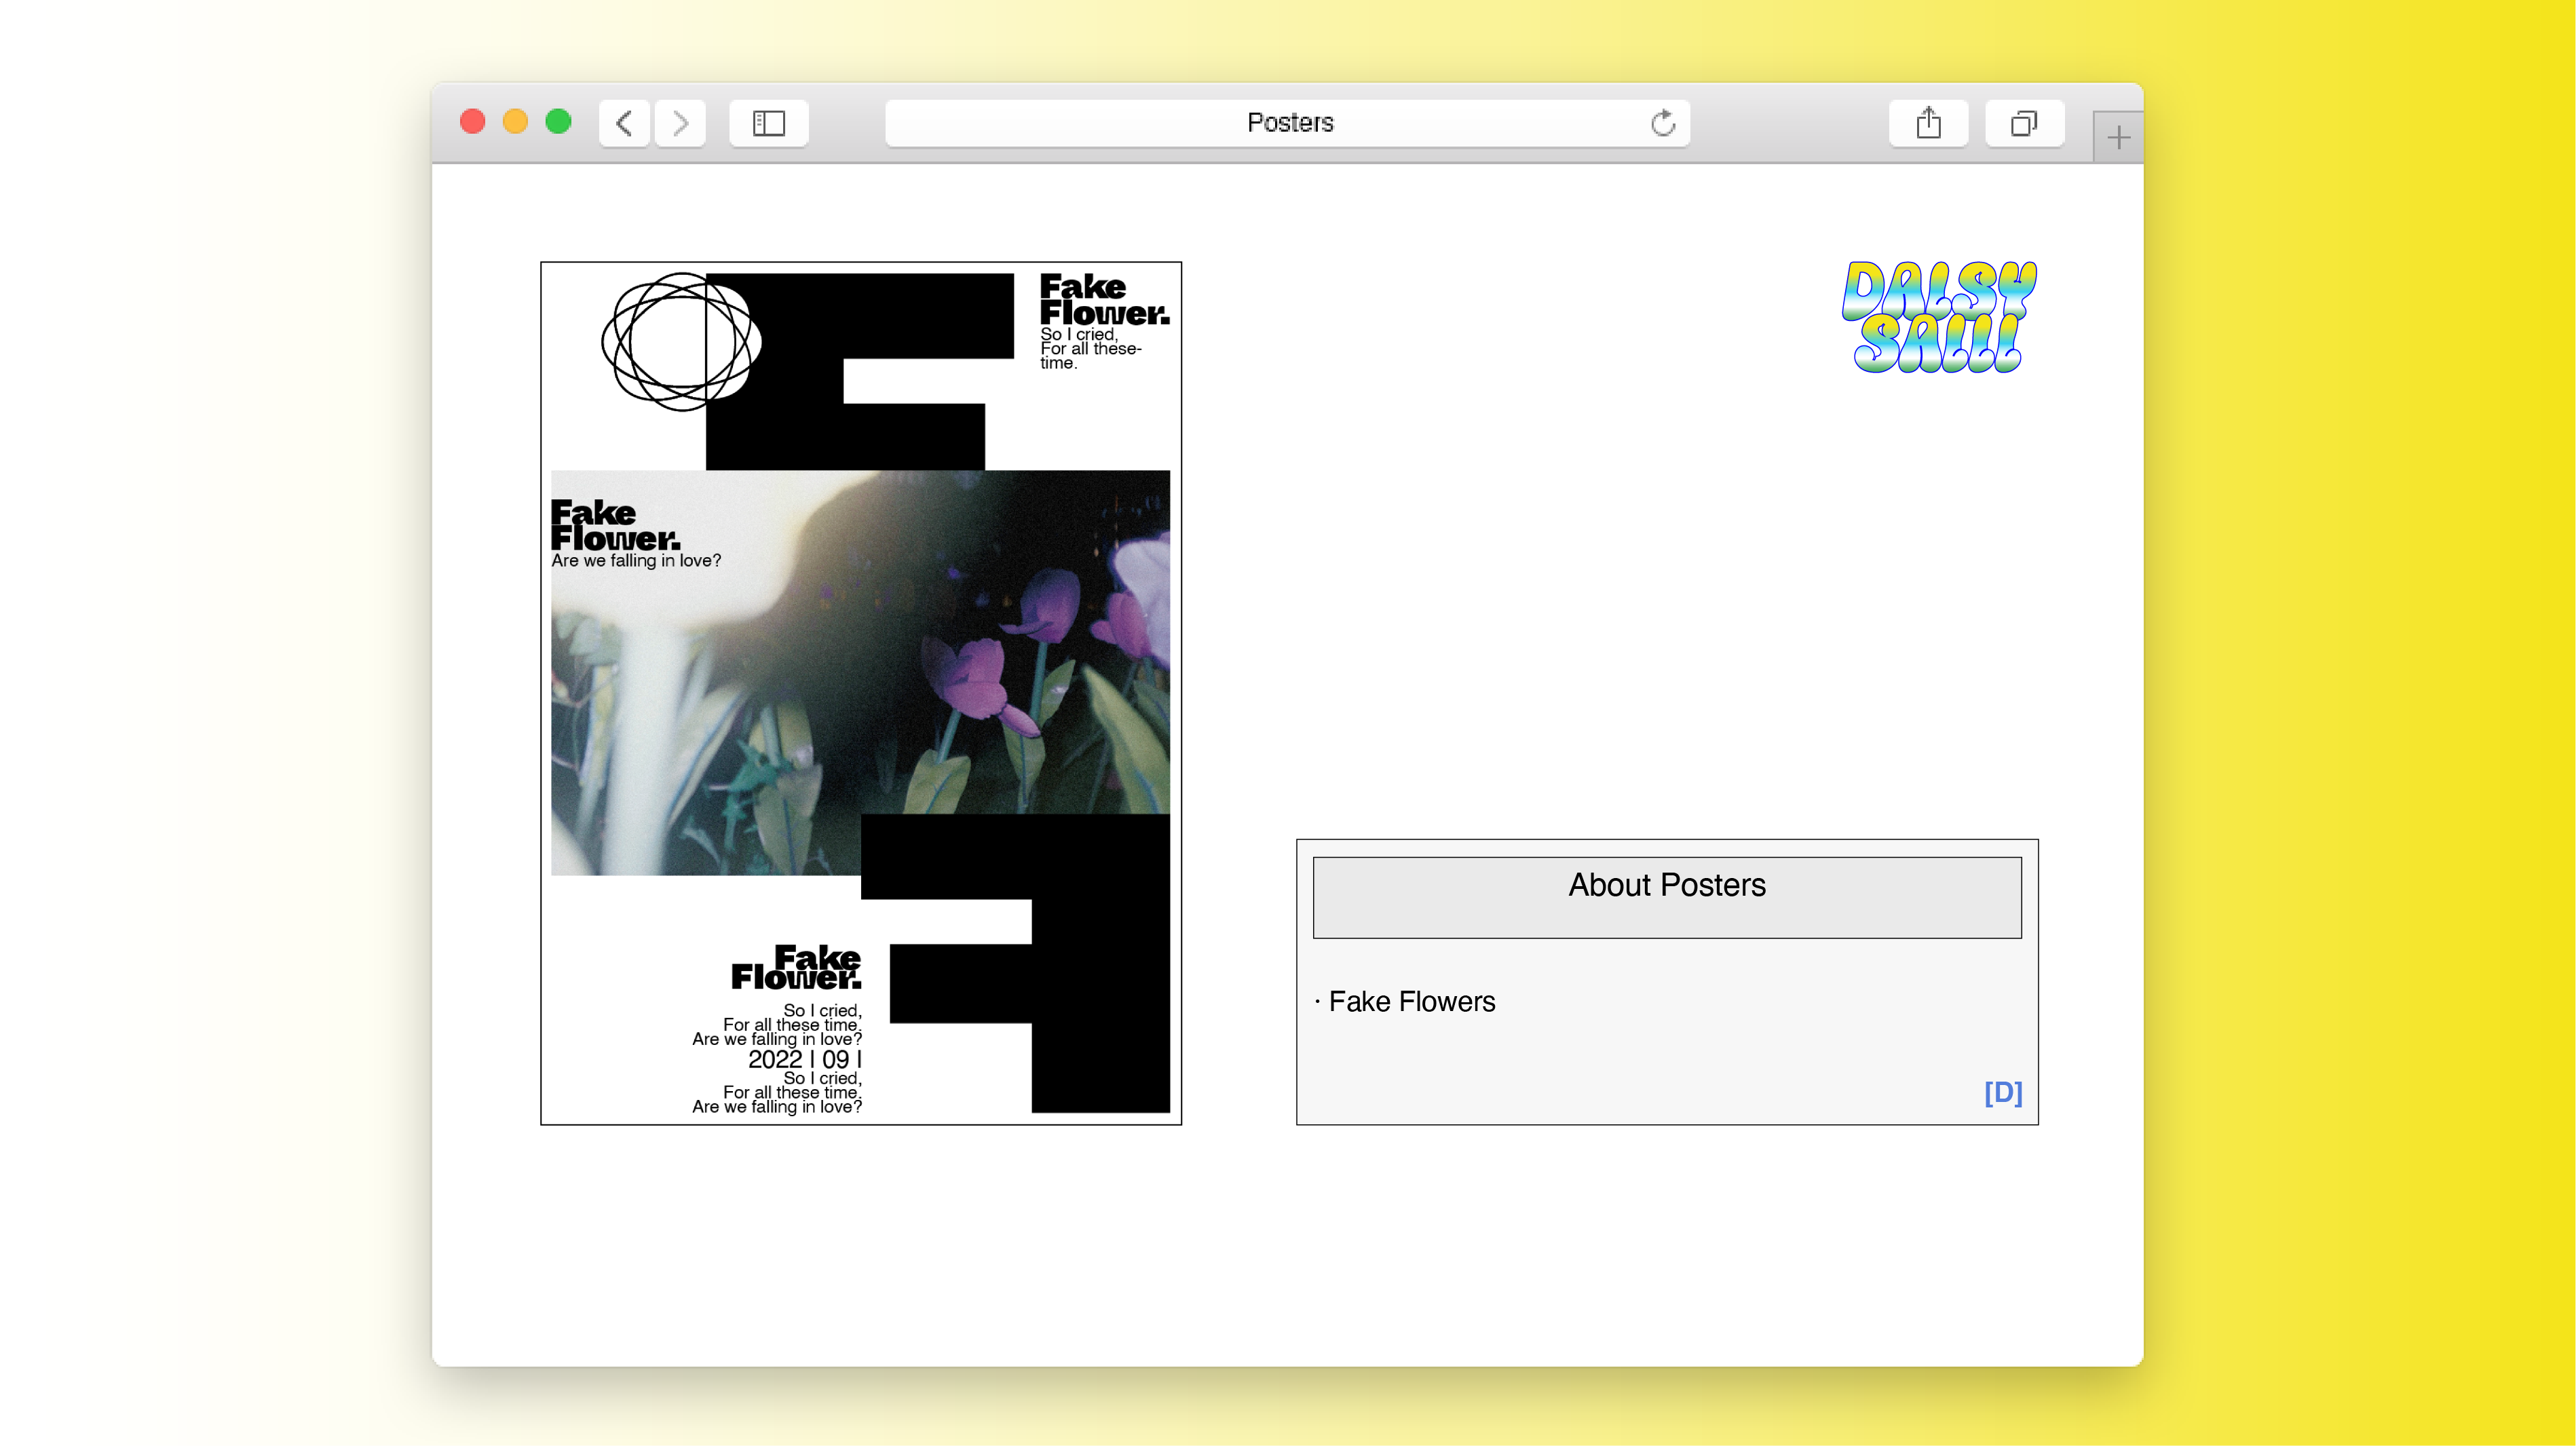 Posters
Fake
Flower.
So I cried,
For all these-
time.
DALSY
SALLL
Fake
Flower.
Are we falling in love?
Fake
Flower.
So I cried,
For all these time.
Are we falling in love?
2022 | 09 |
So I cried,
For all these time.
Are we falling in love?
About Posters
· Fake Flowers
[D]